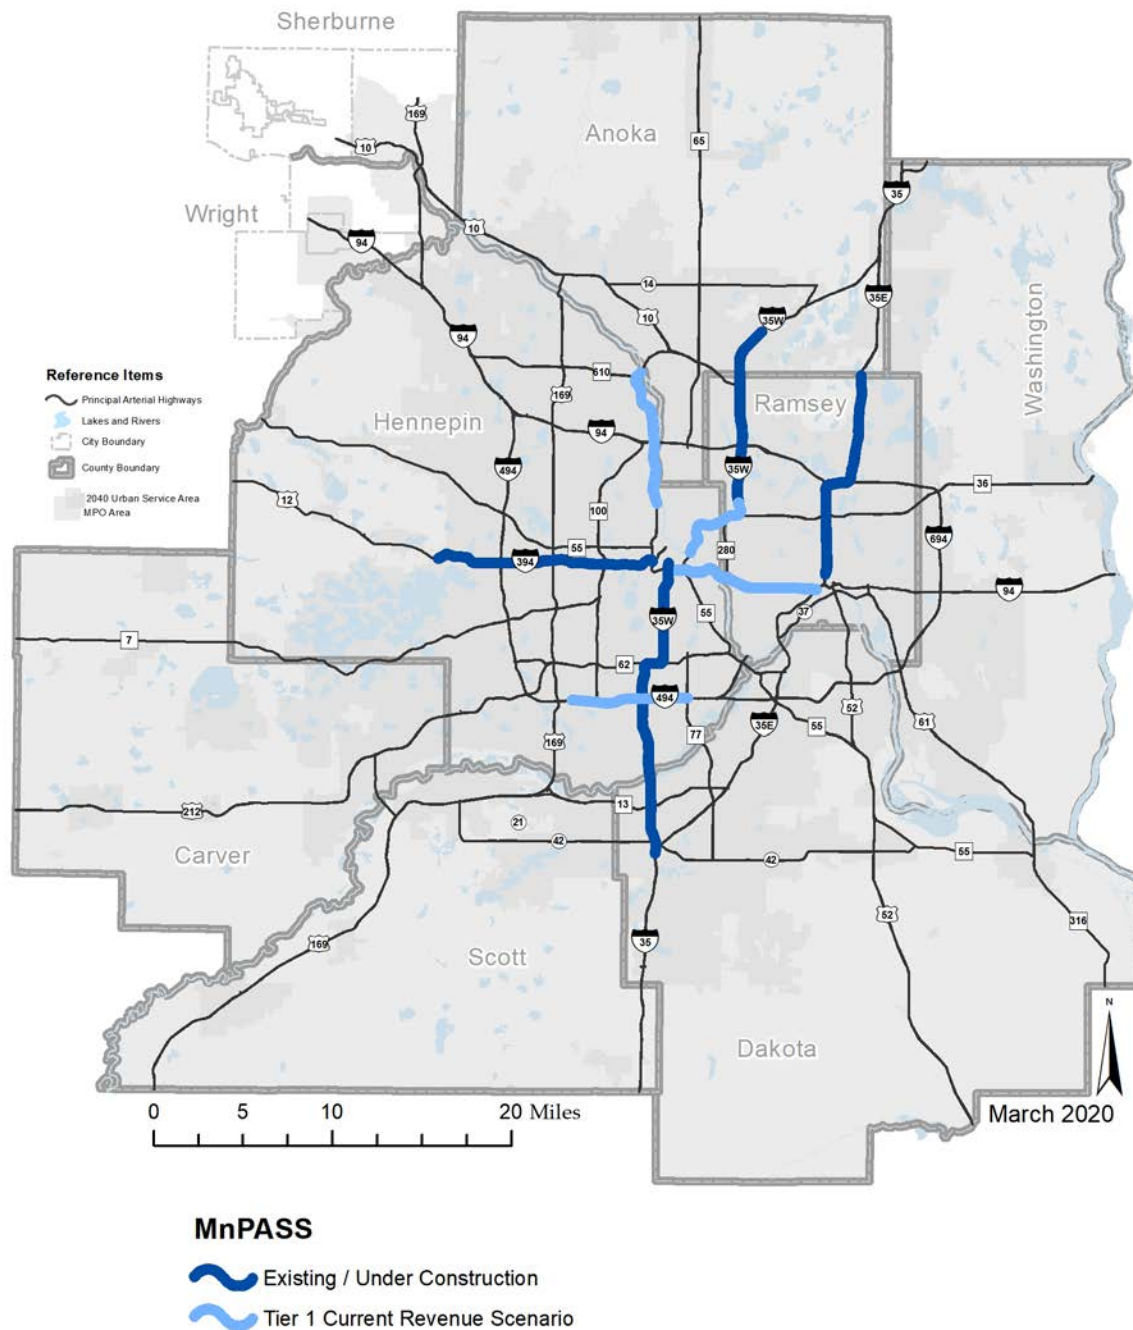 Sherburne
169
10
Anoka
65
Wright
35
94
10
14
35E
Washington
10
35W
94
Reference Items
Principal Arterial Highways
Lakes and Rivers
City Boundary
County Boundary
2040 Urban Service Area
MPO Area
610
169
Hennepin
Ramsey
94
494
35W
12
36
100
694
55
280
394
94
35W
55
37
7
62
494
52
61
35E
77
55
169
212
13
21
42
42
55
Carver
52
316
169
Scott
35
N
Dakota
0 5 10 20 Miles
March 2020
MnPASS
Existing / Under Construction
Tier 1 Current Revenue Scenario